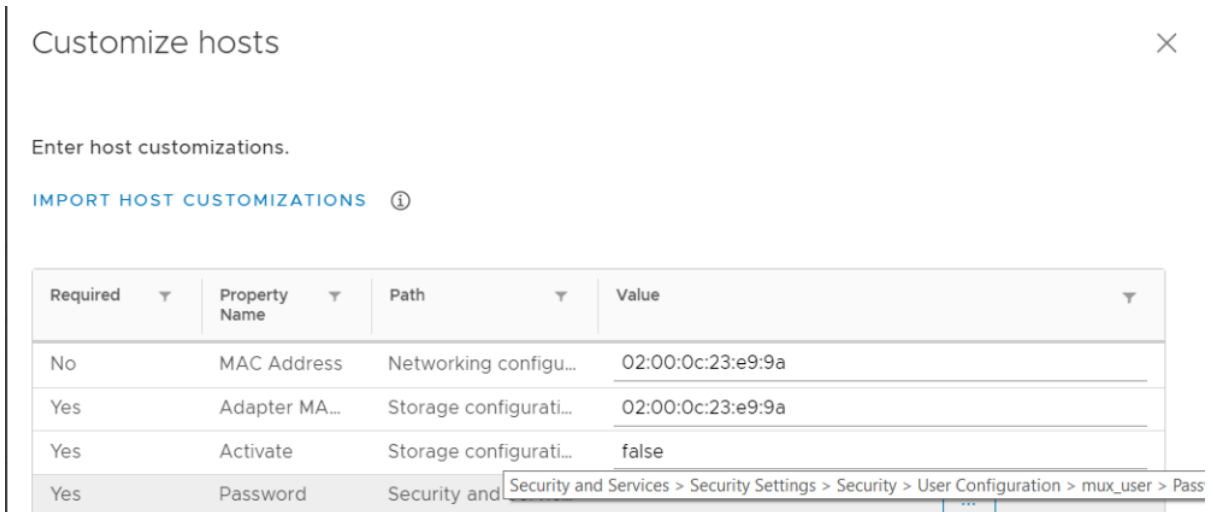 Customize hosts
Enter host customizations.
IMPORT HOST CUSTOMIZATIONS
Required Property Name Path Value
No MAC Address Networking configu... 02:00:0c:23:e9:9a
Yes Adapter MA... Storage configurati... 02:00:0c:23:e9:9a
Yes Activate Storage configurati... false
Yes Password Security and
Security and Services > Security Settings > Security > User Configuration > mux_user > Pass
...